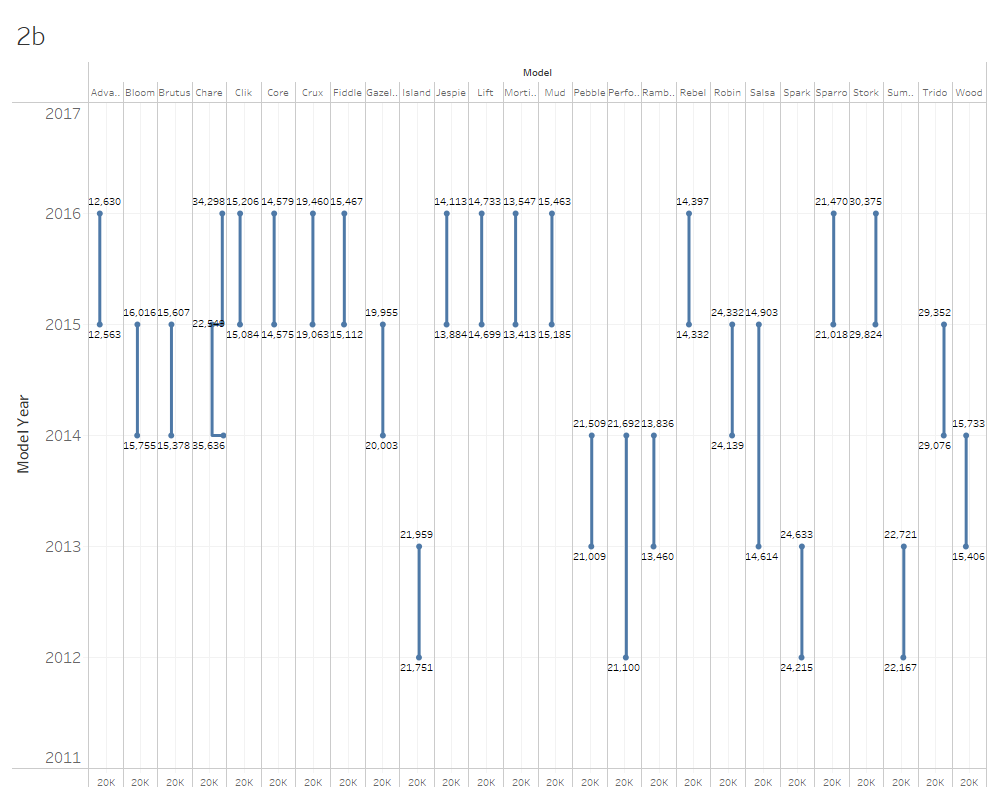 2b
Model
Adva.. Bloom Brutus Chare Clik Core Crux Fiddle Gazel.. Island Jespie Lift Morti.. Mud Pebble Perfo.. Ramb.. Rebel Robin Salsa Spark Sparro Stork Sum.. Trido Wood
2017
12,630 34,298 15,206 14,579 19,460 15,467 14,113 14,733 13,547 15,463 14,397 21,470 30,375
2016
16,016 15,607 19,955 24,332 14,903 29,352
2015
12,563 15,084 14,575 19,063 15,112 13,884 14,699 13,413 15,185 14,332 21,018 29,824
21,509 21,692 13,836 15,733
2014
15,755 15,378 35,636 20,003 24,139 29,076
Model Year
21,959 24,633 22,721
2013
21,009 13,460 14,614 15,406
2012
21,751 21,100 24,215 22,167
2011
20K 20K 20K 20K 20K 20K 20K 20K 20K 20K 20K 20K 20K 20K 20K 20K 20K 20K 20K 20K 20K 20K 20K 20K 20K 20K